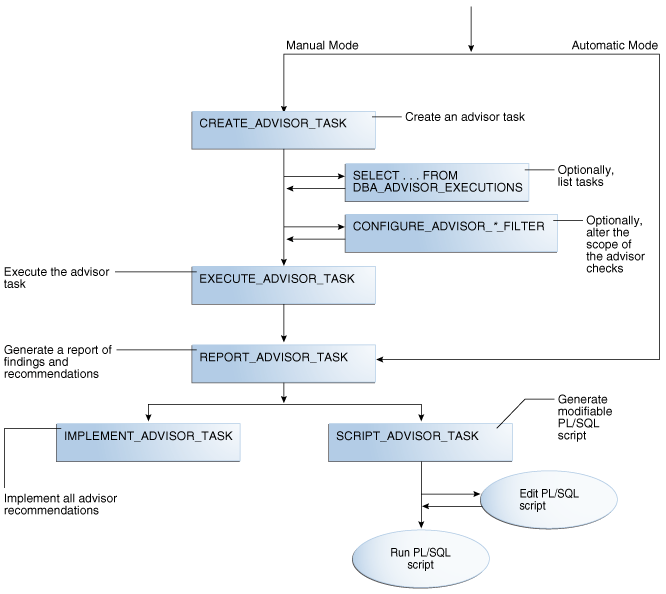 Manual Mode
Automatic Mode
CREATE_ADVISOR_TASK
Create an advisor task
SELECT . . . FROM
DBA_ADVISOR_EXECUTIONS
Optionally,
list tasks
CONFIGURE_ADVISOR_*_FILTER
Optionally,
alter the
scope of
the advisor
checks
Execute the advisor
task
EXECUTE_ADVISOR_TASK
Generate a report of
findings and
recommendations
REPORT_ADVISOR_TASK
IMPLEMENT_ADVISOR_TASK
Implement all advisor
recommendations
SCRIPT_ADVISOR_TASK
Generate
modifiable
PL/SQL
script
Edit PL/SQL
script
Run PL/SQL
script